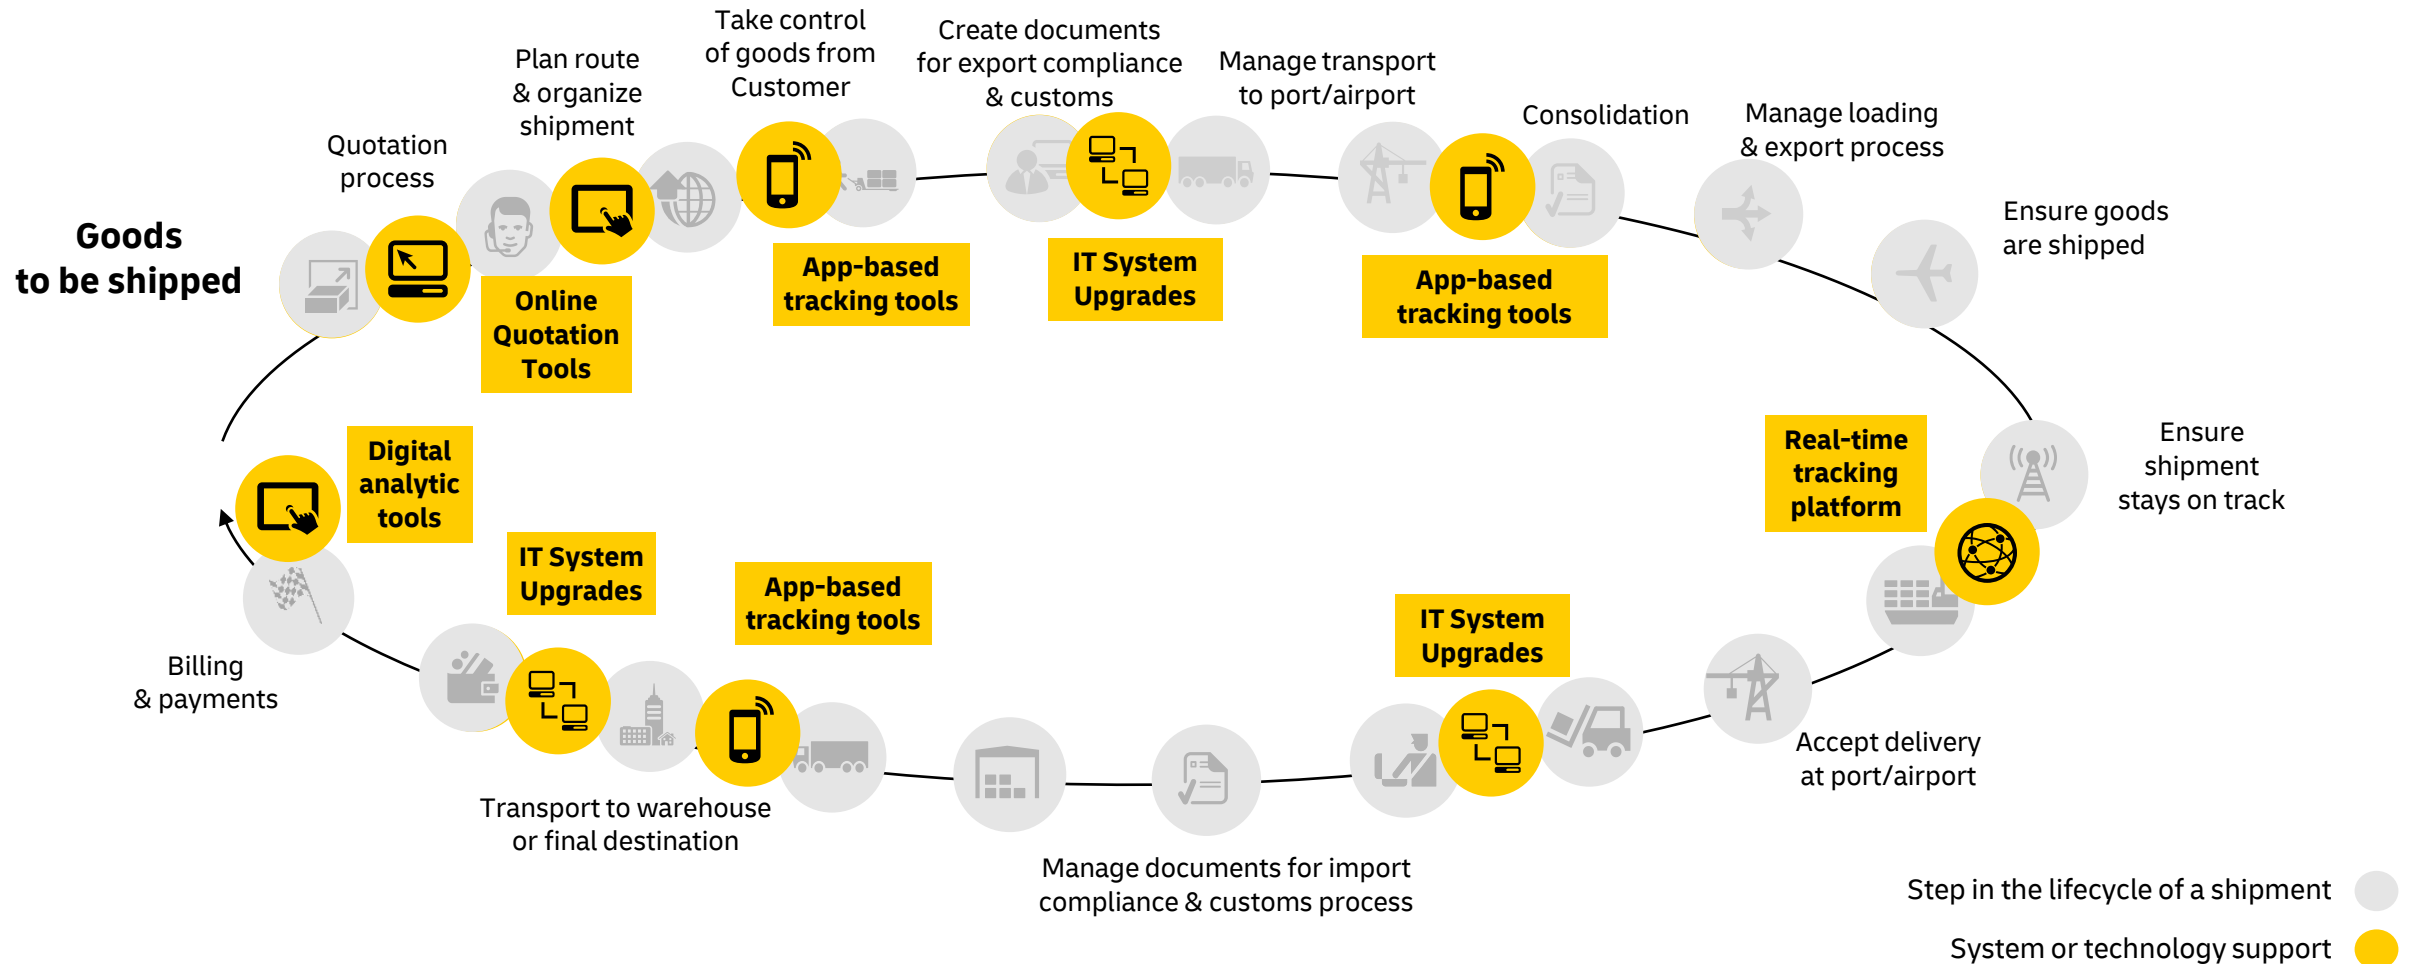 Goods
to be shipped
Quotation
process
Plan route
& organize
shipment
Take control
of goods from
Customer
Create documents
for export compliance
& customs
Manage transport
to port/airport
Consolidation
Manage loading
& export process
Ensure goods
are shipped
Online
Quotation
Tools
App-based
tracking tools
IT System
Upgrades
App-based
tracking tools
Real-time
tracking
platform
Ensure
shipment
stays on track
Digital
analytic
tools
IT System
Upgrades
App-based
tracking tools
IT System
Upgrades
Billing
& payments
Transport to warehouse
or final destination
Manage documents for import
compliance & customs process
Accept delivery
at port/airport
Step in the lifecycle of a shipment
System or technology support